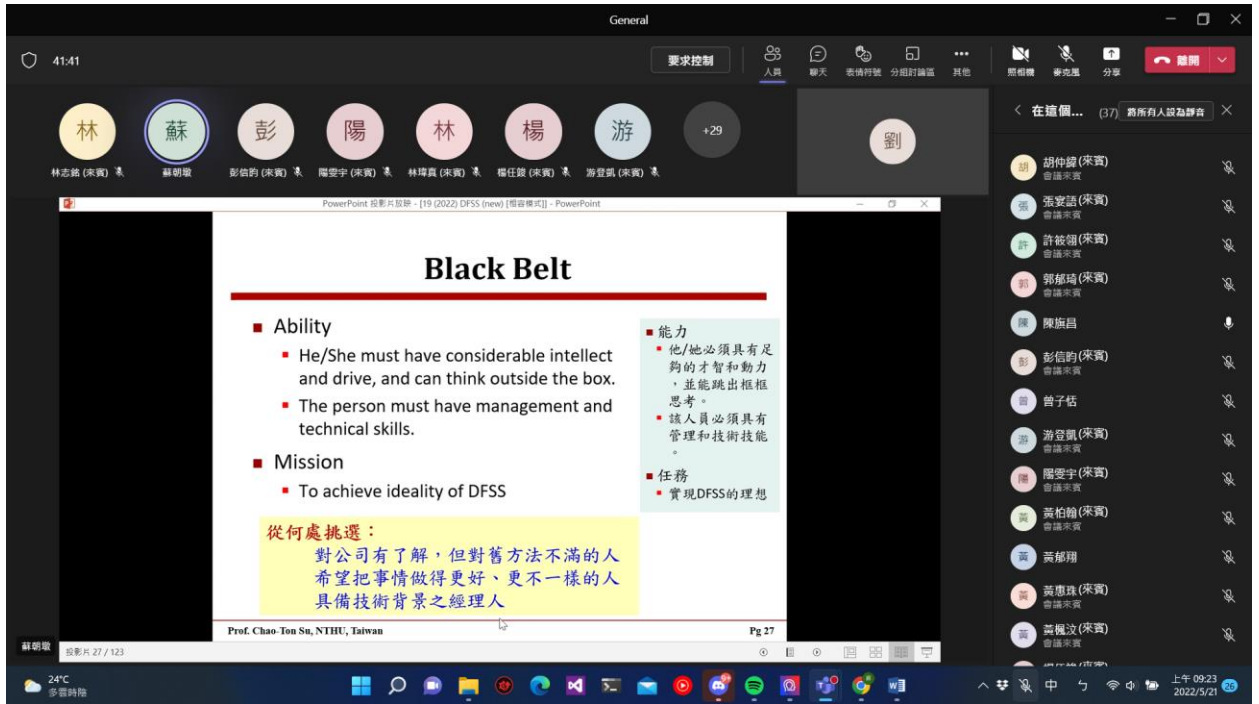 General
41:41
要求控制
人員
聊天
表情符號
分組討論區
其他
照相機
麥克風
分享
離開
林
蘇
彭
陽
林
楊
游
+29
劉
林志銘 (來賓)
蘇朝墩
彭信昀 (來賓)
陽雯宇 (來賓)
林瑋真 (來賓)
楊任竣 (來賓)
游登凱 (來賓)
PowerPoint 投影片放映 - [19 (2022) DFSS (new) [相容模式]] - PowerPoint
Black Belt
■ Ability
▪ He/She must have considerable intellect
and drive, and can think outside the box.
▪ The person must have management and
technical skills.
■ Mission
▪ To achieve ideality of DFSS
■ 能力
▪ 他/她必須具有足
夠的才智和動力
，並能跳出框框
思考。
▪ 該人員必須具有
管理和技術技能
。
■ 任務
▪ 實現DFSS的理想
從何處挑選：
對公司有了解，但對舊方法不滿的人
希望把事情做得更好、更不一樣的人
具備技術背景之經理人
Prof. Chao-Ton Su, NTHU, Taiwan
Pg 27
蘇朝墩
投影片 27 / 123
在這個...
(37)
將所有人設為靜音
胡
胡仲緯 (來賓)
會議來賓
張
張宴語 (來賓)
會議來賓
許
許筱翎 (來賓)
會議來賓
郭
郭郁琦 (來賓)
會議來賓
陳
陳旗昌
彭
彭信昀 (來賓)
會議來賓
曾
曾子恬
游
游登凱 (來賓)
會議來賓
陽
陽雯宇 (來賓)
會議來賓
黃
黃柏翰 (來賓)
會議來賓
黃
黃郁翔
黃
黃惠珠 (來賓)
會議來賓
黃
黃楓汶 (來賓)
會議來賓
24°C
多雲時陰
中
ㄅ
上午 09:23
2022/5/21
26